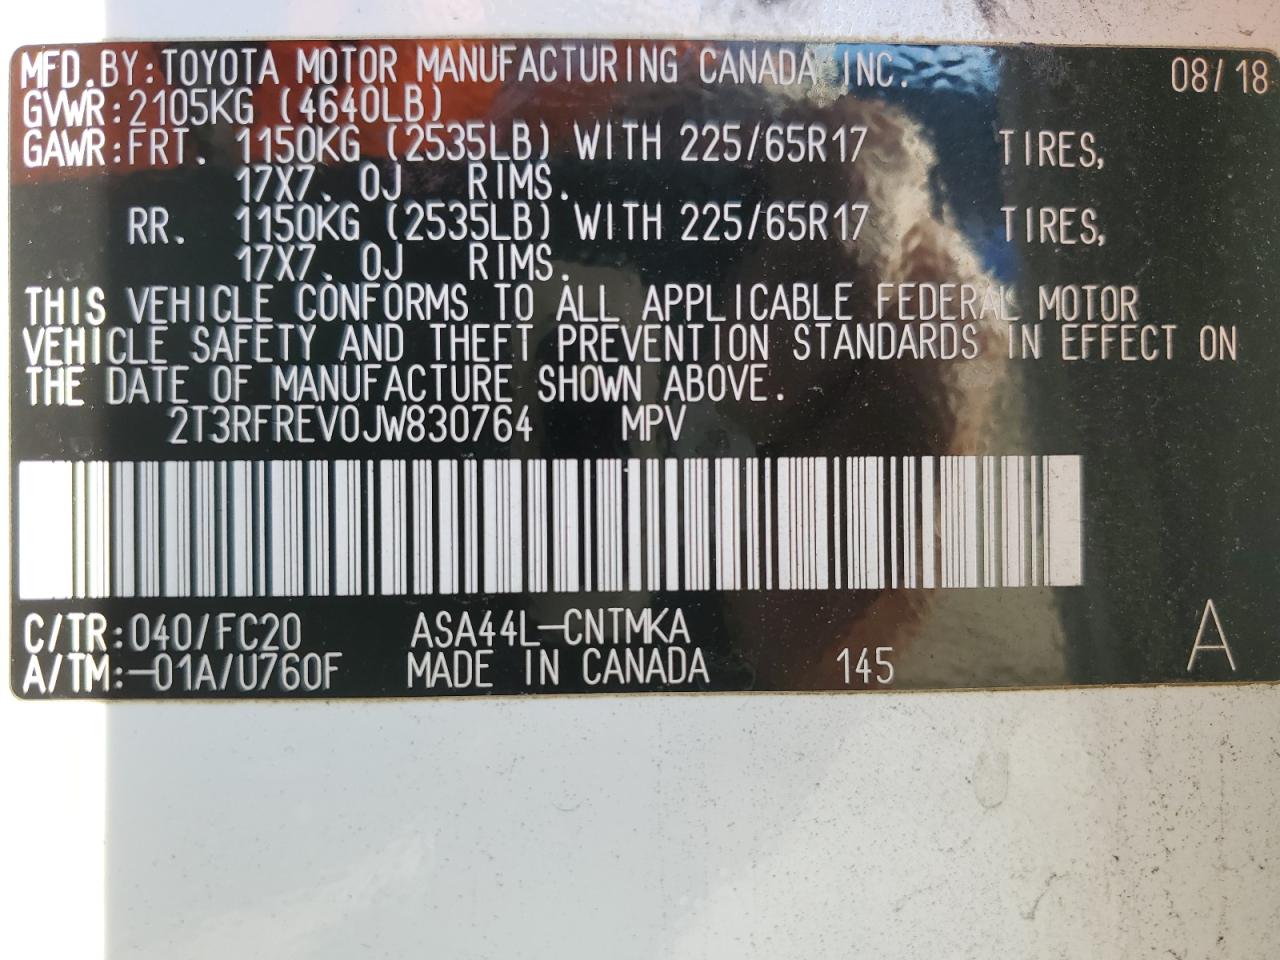 MFD.BY:TOYOTA MOTOR MANUFACTURING CANADA INC. 08/18
GVWR:2105KG (4640LB)
GAWR:FRT. 1150KG (2535LB) WITH 225/65R17 TIRES,
17X7. 0J RIMS.
RR. 1150KG (2535LB) WITH 225/65R17 TIRES,
17X7. 0J RIMS.
THIS VEHICLE CONFORMS TO ALL APPLICABLE FEDERAL MOTOR
VEHICLE SAFETY AND THEFT PREVENTION STANDARDS IN EFFECT ON
THE DATE OF MANUFACTURE SHOWN ABOVE.
2T3RFREV0JW830764 MPV
C/TR:040/FC20 ASA44L-CNTMKA A
A/TM:-01A/U760F MADE IN CANADA 145